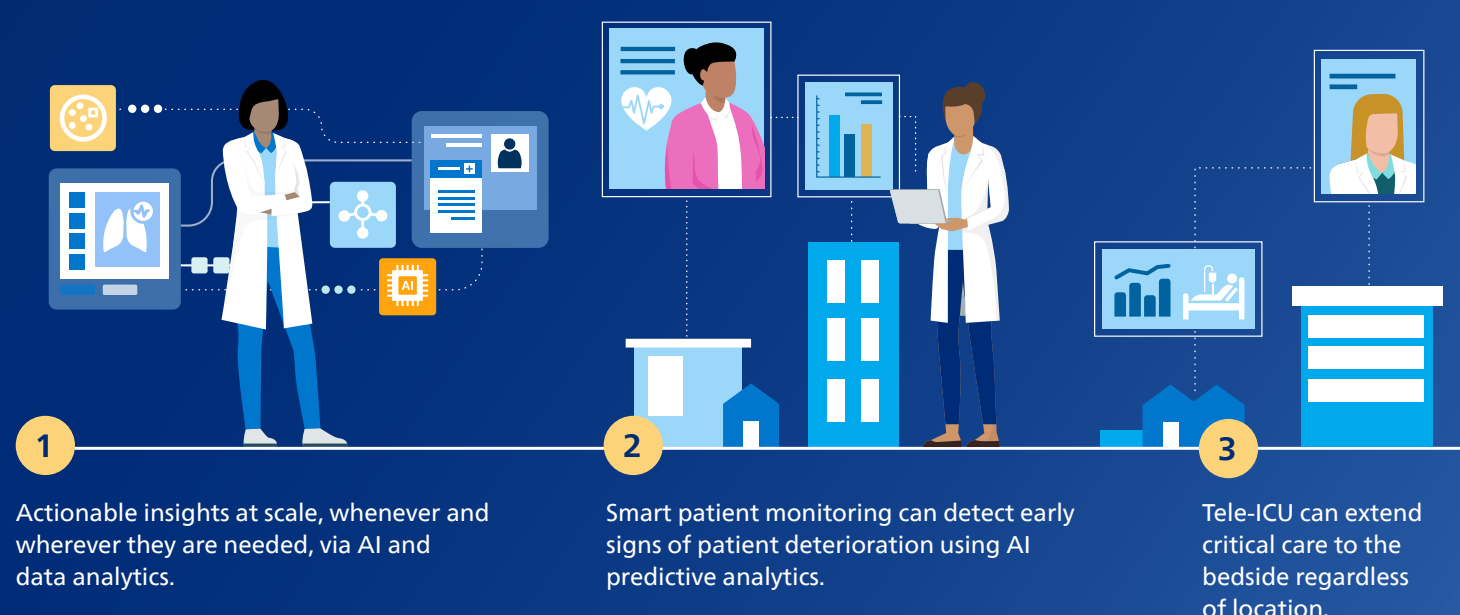 AI
1
Actionable insights at scale, whenever and
wherever they are needed, via AI and
data analytics.
2
Smart patient monitoring can detect early
signs of patient deterioration using AI
predictive analytics.
3
Tele-ICU can extend
critical care to the
bedside regardless
of location.